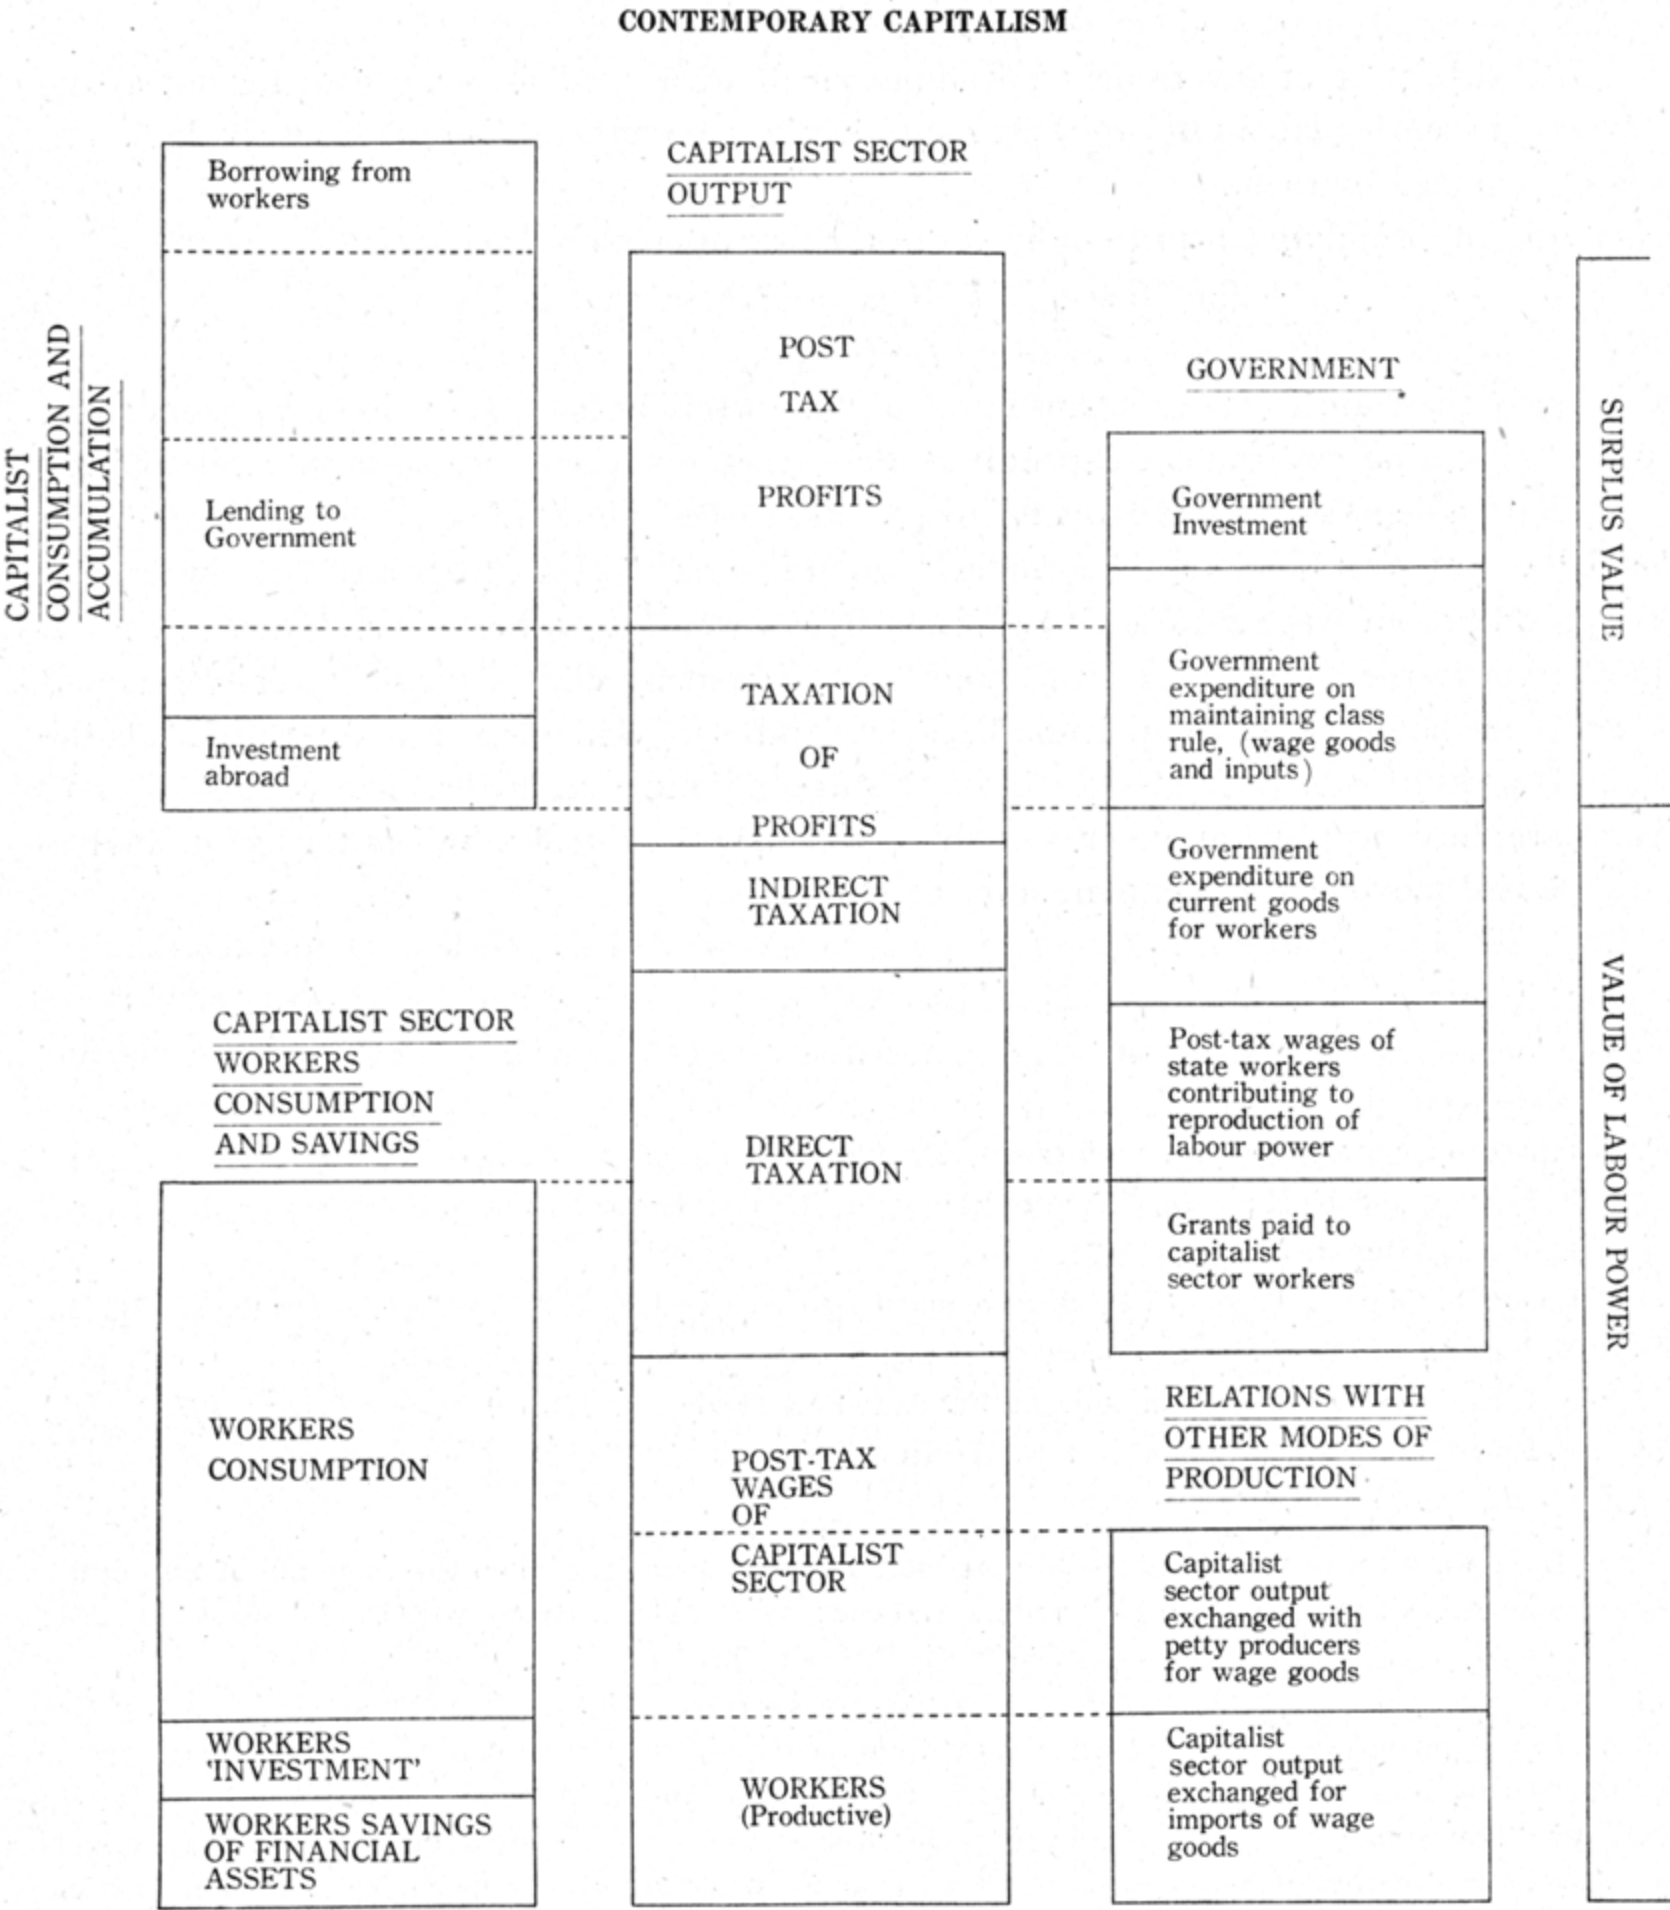 CONTEMPORARY CAPITALISM
CAPITALIST
CONSUMPTION AND
ACCUMULATION
Borrowing from
workers
Lending to
Government
Investment
abroad
CAPITALIST SECTOR
WORKERS
CONSUMPTION
AND SAVINGS
WORKERS
CONSUMPTION
WORKERS
'INVESTMENT'
WORKERS SAVINGS
OF FINANCIAL
ASSETS
CAPITALIST SECTOR
OUTPUT
POST
TAX
PROFITS
TAXATION
OF
PROFITS
INDIRECT
TAXATION
DIRECT
TAXATION
POST-TAX
WAGES
OF
CAPITALIST
SECTOR
WORKERS
(Productive)
GOVERNMENT
Government
Investment
Government
expenditure on
maintaining class
rule, (wage goods
and inputs)
Government
expenditure on
current goods
for workers
Post-tax wages of
state workers
contributing to
reproduction of
labour power
Grants paid to
capitalist
sector workers
RELATIONS WITH
OTHER MODES OF
PRODUCTION
Capitalist
sector output
exchanged with
petty producers
for wage goods
Capitalist
sector output
exchanged for
imports of wage
goods
SURPLUS VALUE
VALUE OF LABOUR POWER